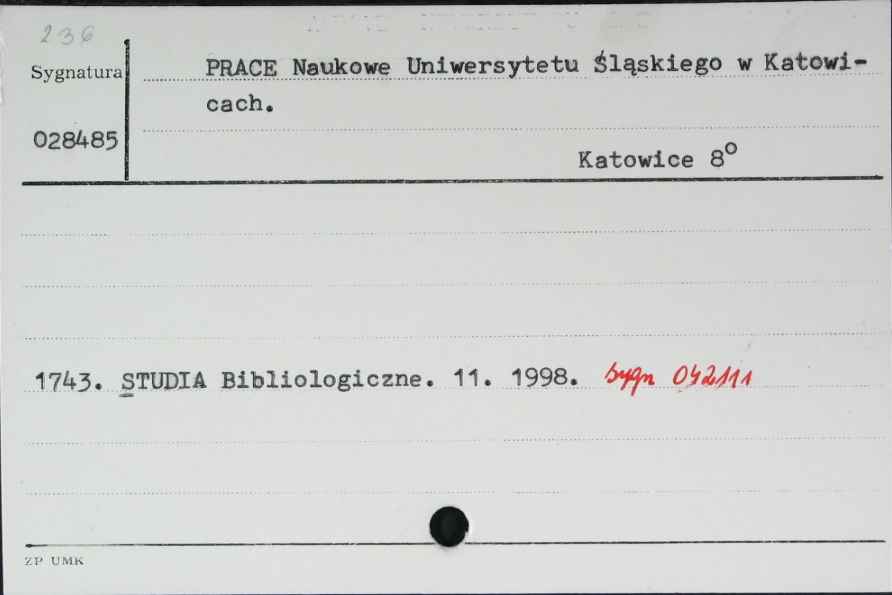 236
Sygnatura PRACE Naukowe Uniwersytetu Śląskiego w Katowi-
cach.
028485
Katowice 8°
1743. STUDIA Bibliologiczne. 11. 1998. sygn 042111
ZP UMK